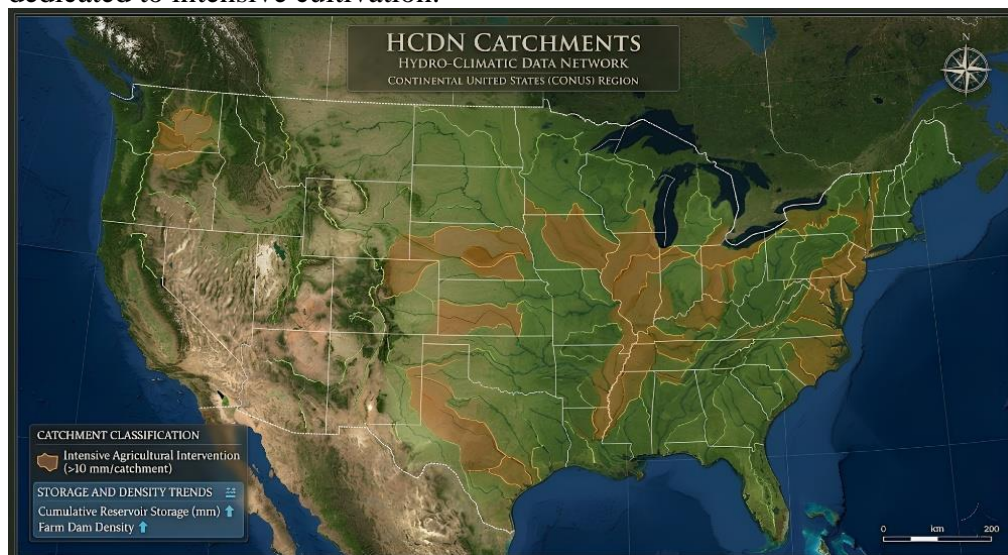 dedicated to intensive cultivation.
HCDN CATCHMENTS
HYDRO-CLIMATIC DATA NETWORK
CONTINENTAL UNITED STATES (CONUS) REGION
N
CATCHMENT CLASSIFICATION
Intensive Agricultural Intervention
(>10 mm/catchment)
STORAGE AND DENSITY TRENDS
Cumulative Reservoir Storage (mm) ↑
Farm Dam Density ↑
0 km 200